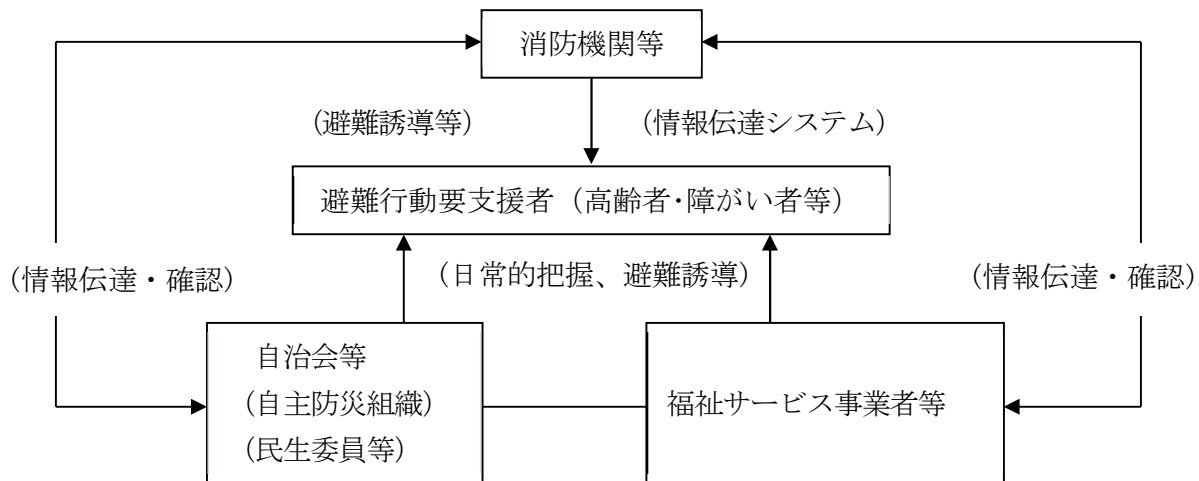 消防機関等
(避難誘導等)
(情報伝達システム)
避難行動要支援者（高齢者･障がい者等）
(日常的把握、避難誘導)
(情報伝達・確認)
(情報伝達・確認)
自治会等
(自主防災組織)
(民生委員等)
福祉サービス事業者等